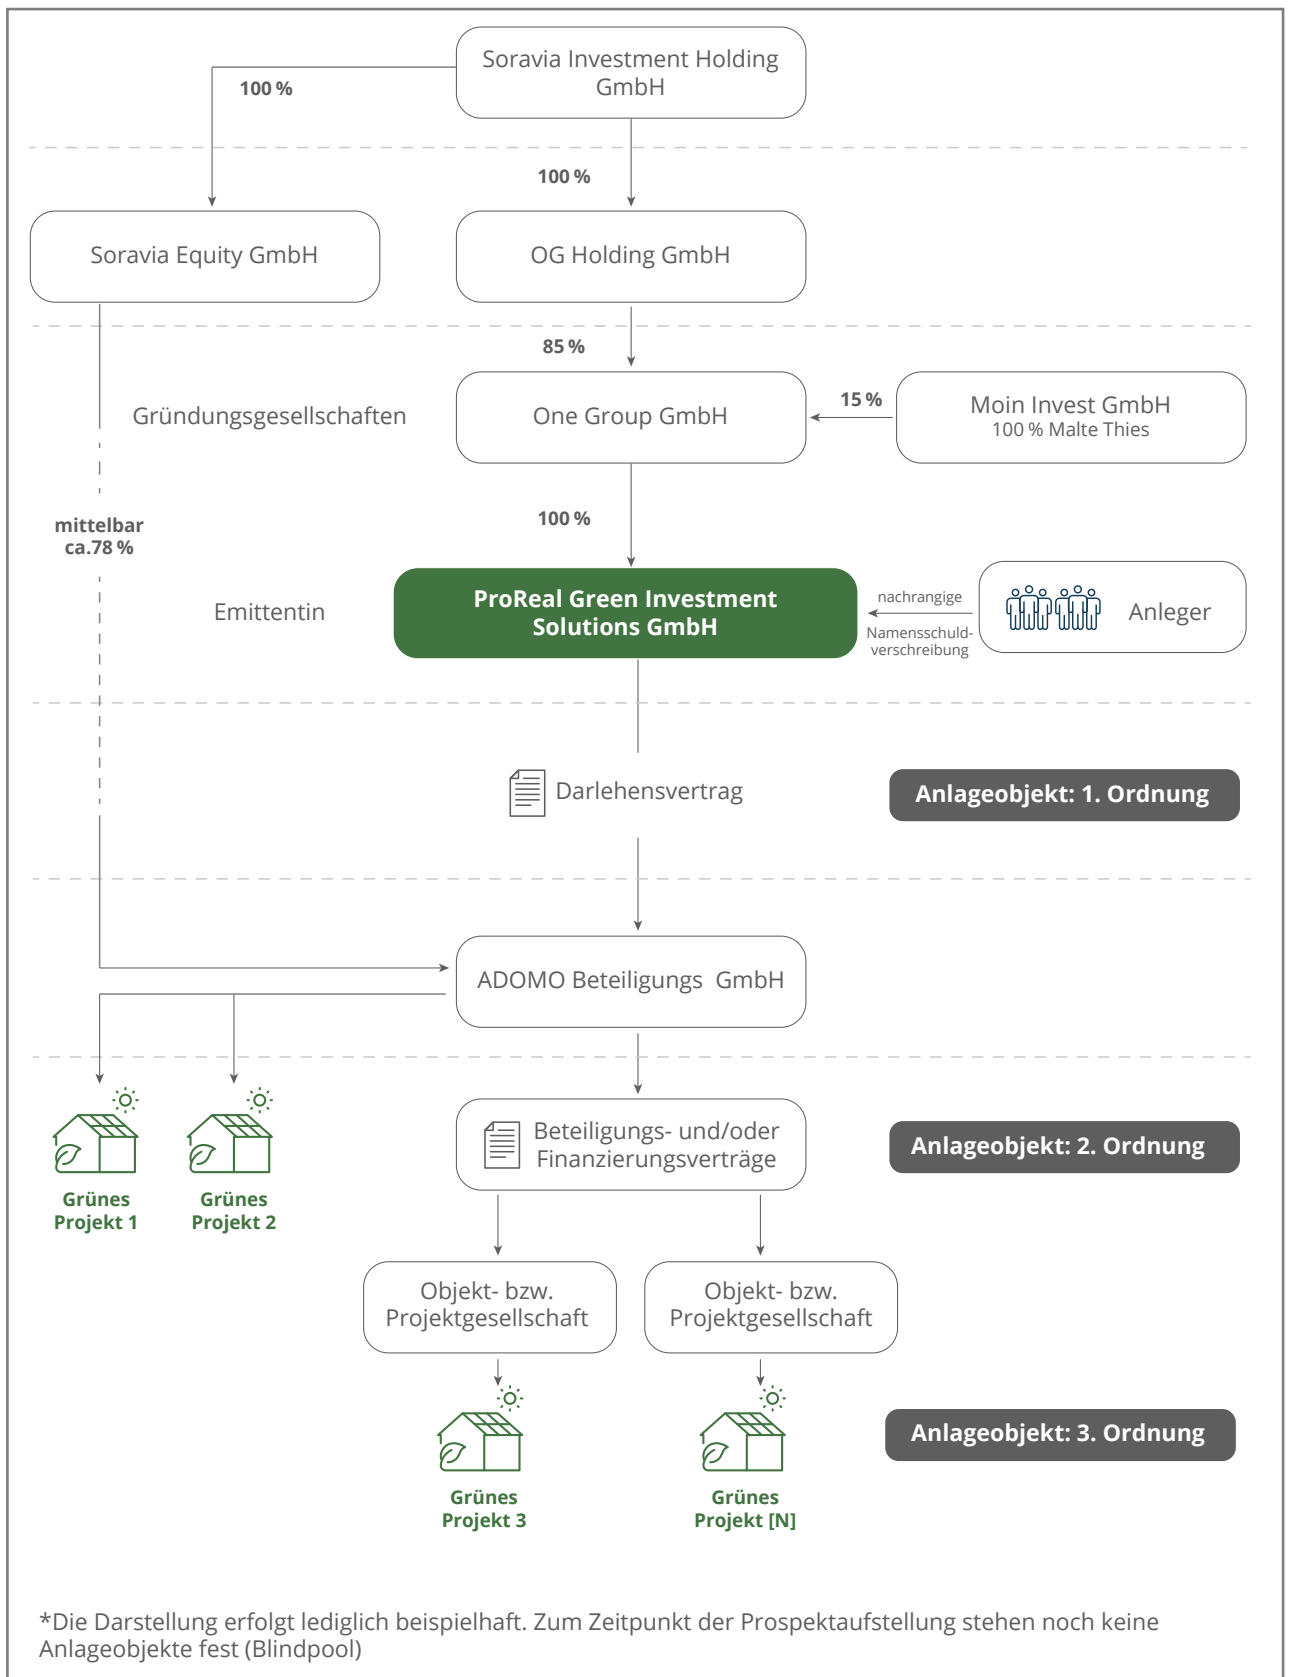 Soravia Investment Holding
GmbH
100 %
100 %
Soravia Equity GmbH
OG Holding GmbH
85 %
Gründungsgesellschaften
One Group GmbH
15 %
Moin Invest GmbH
100 % Malte Thies
mittelbar
ca.78 %
100 %
Emittentin
ProReal Green Investment
Solutions GmbH
nachrangige
Namensschuld-
verschreibung
Anleger
Darlehensvertrag
Anlageobjekt: 1. Ordnung
ADOMO Beteiligungs GmbH
Grünes
Projekt 1
Grünes
Projekt 2
Beteiligungs- und/oder
Finanzierungsverträge
Anlageobjekt: 2. Ordnung
Objekt- bzw.
Projektgesellschaft
Objekt- bzw.
Projektgesellschaft
Anlageobjekt: 3. Ordnung
Grünes
Projekt 3
Grünes
Projekt [N]
*Die Darstellung erfolgt lediglich beispielhaft. Zum Zeitpunkt der Prospektaufstellung stehen noch keine
Anlageobjekte fest (Blindpool)